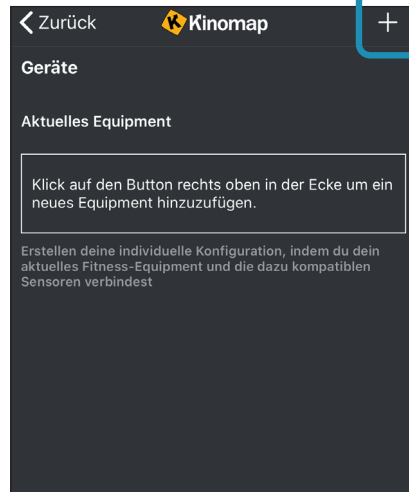 Zurück Kinomap +
Geräte
Aktuelles Equipment
Klick auf den Button rechts oben in der Ecke um ein
neues Equipment hinzuzufügen.
Erstellen deine individuelle Konfiguration, indem du dein
aktuelles Fitness-Equipment und die dazu kompatiblen
Sensoren verbindest